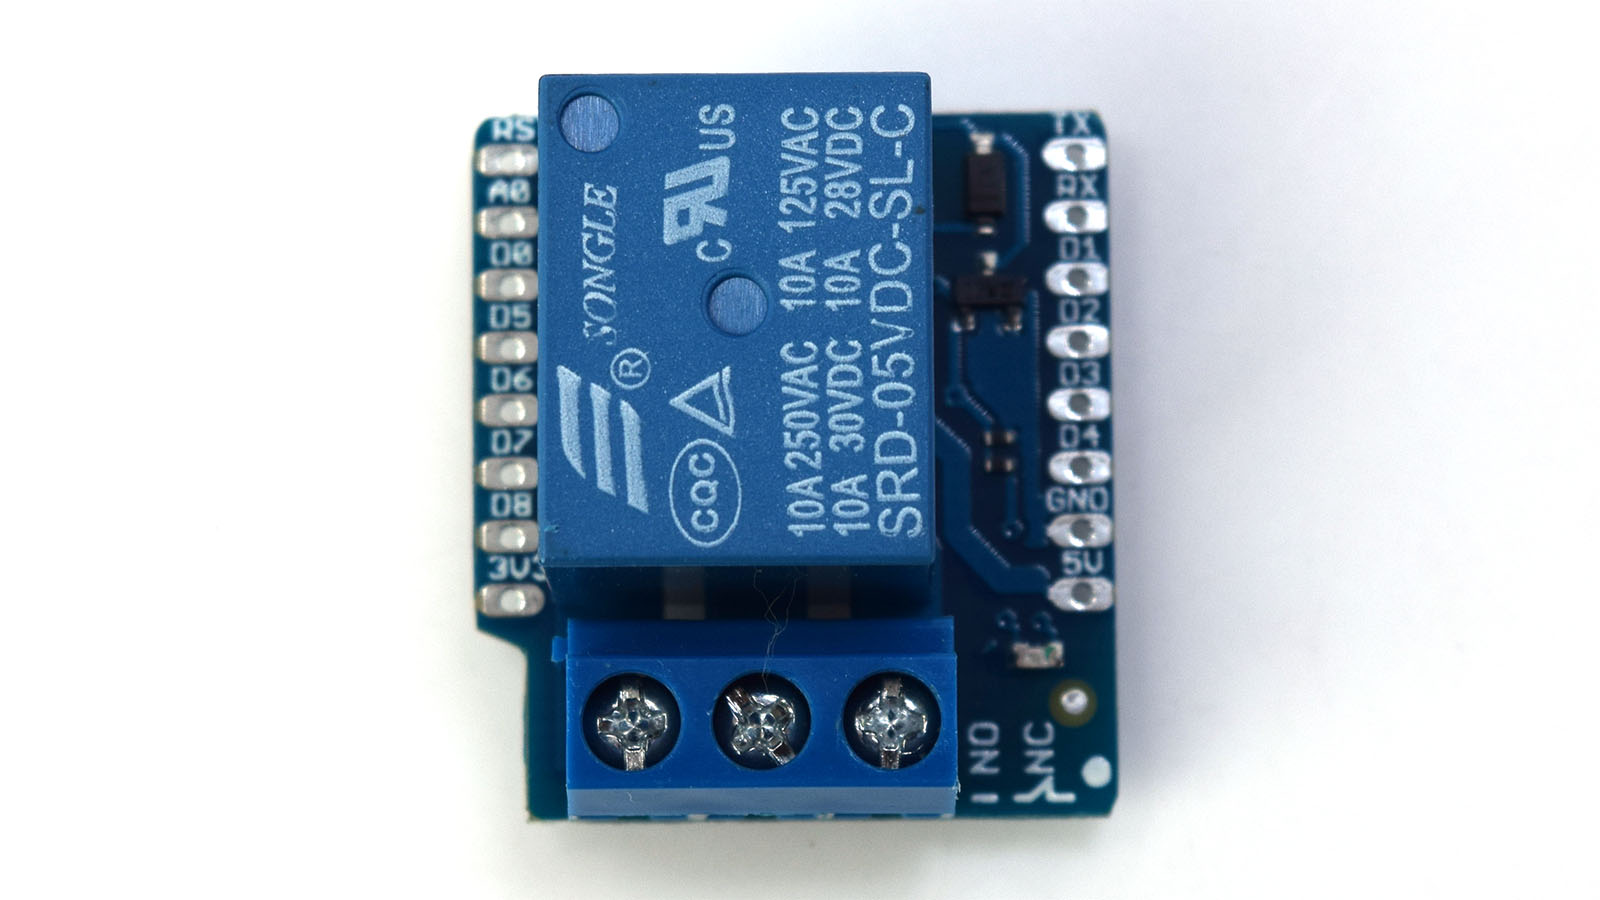 RS
A0
D0
D5
D6
D7
D8
3V3
SONGLE
®
C US
CQC
10A 250VAC 10A 125VAC
10A 30VDC 10A 28VDC
SRD-05VDC-SL-C
TX
RX
D1
D2
D3
D4
GND
5V
NO
NC